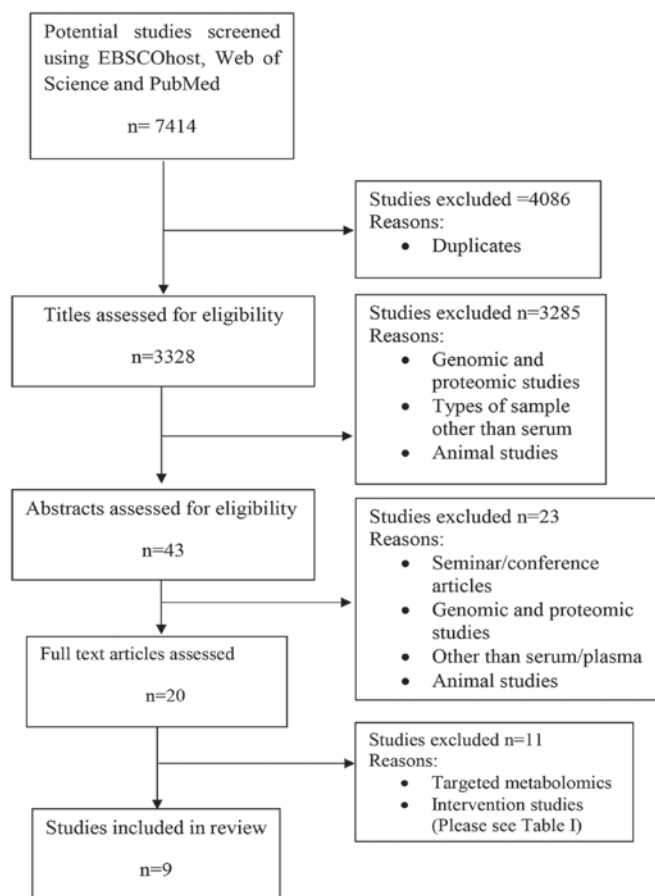 Potential studies screened
using EBSCOhost, Web of
Science and PubMed
n= 7414
Studies excluded =4086
Reasons:
• Duplicates
Titles assessed for eligibility
n=3328
Studies excluded n=3285
Reasons:
• Genomic and
proteomic studies
• Types of sample
other than serum
• Animal studies
Abstracts assessed for eligibility
n=43
Studies excluded n=23
Reasons:
• Seminar/conference
articles
• Genomic and proteomic
studies
• Other than serum/plasma
• Animal studies
Full text articles assessed
n=20
Studies excluded n=11
Reasons:
• Targeted metabolomics
• Intervention studies
(Please see Table I)
Studies included in review
n=9